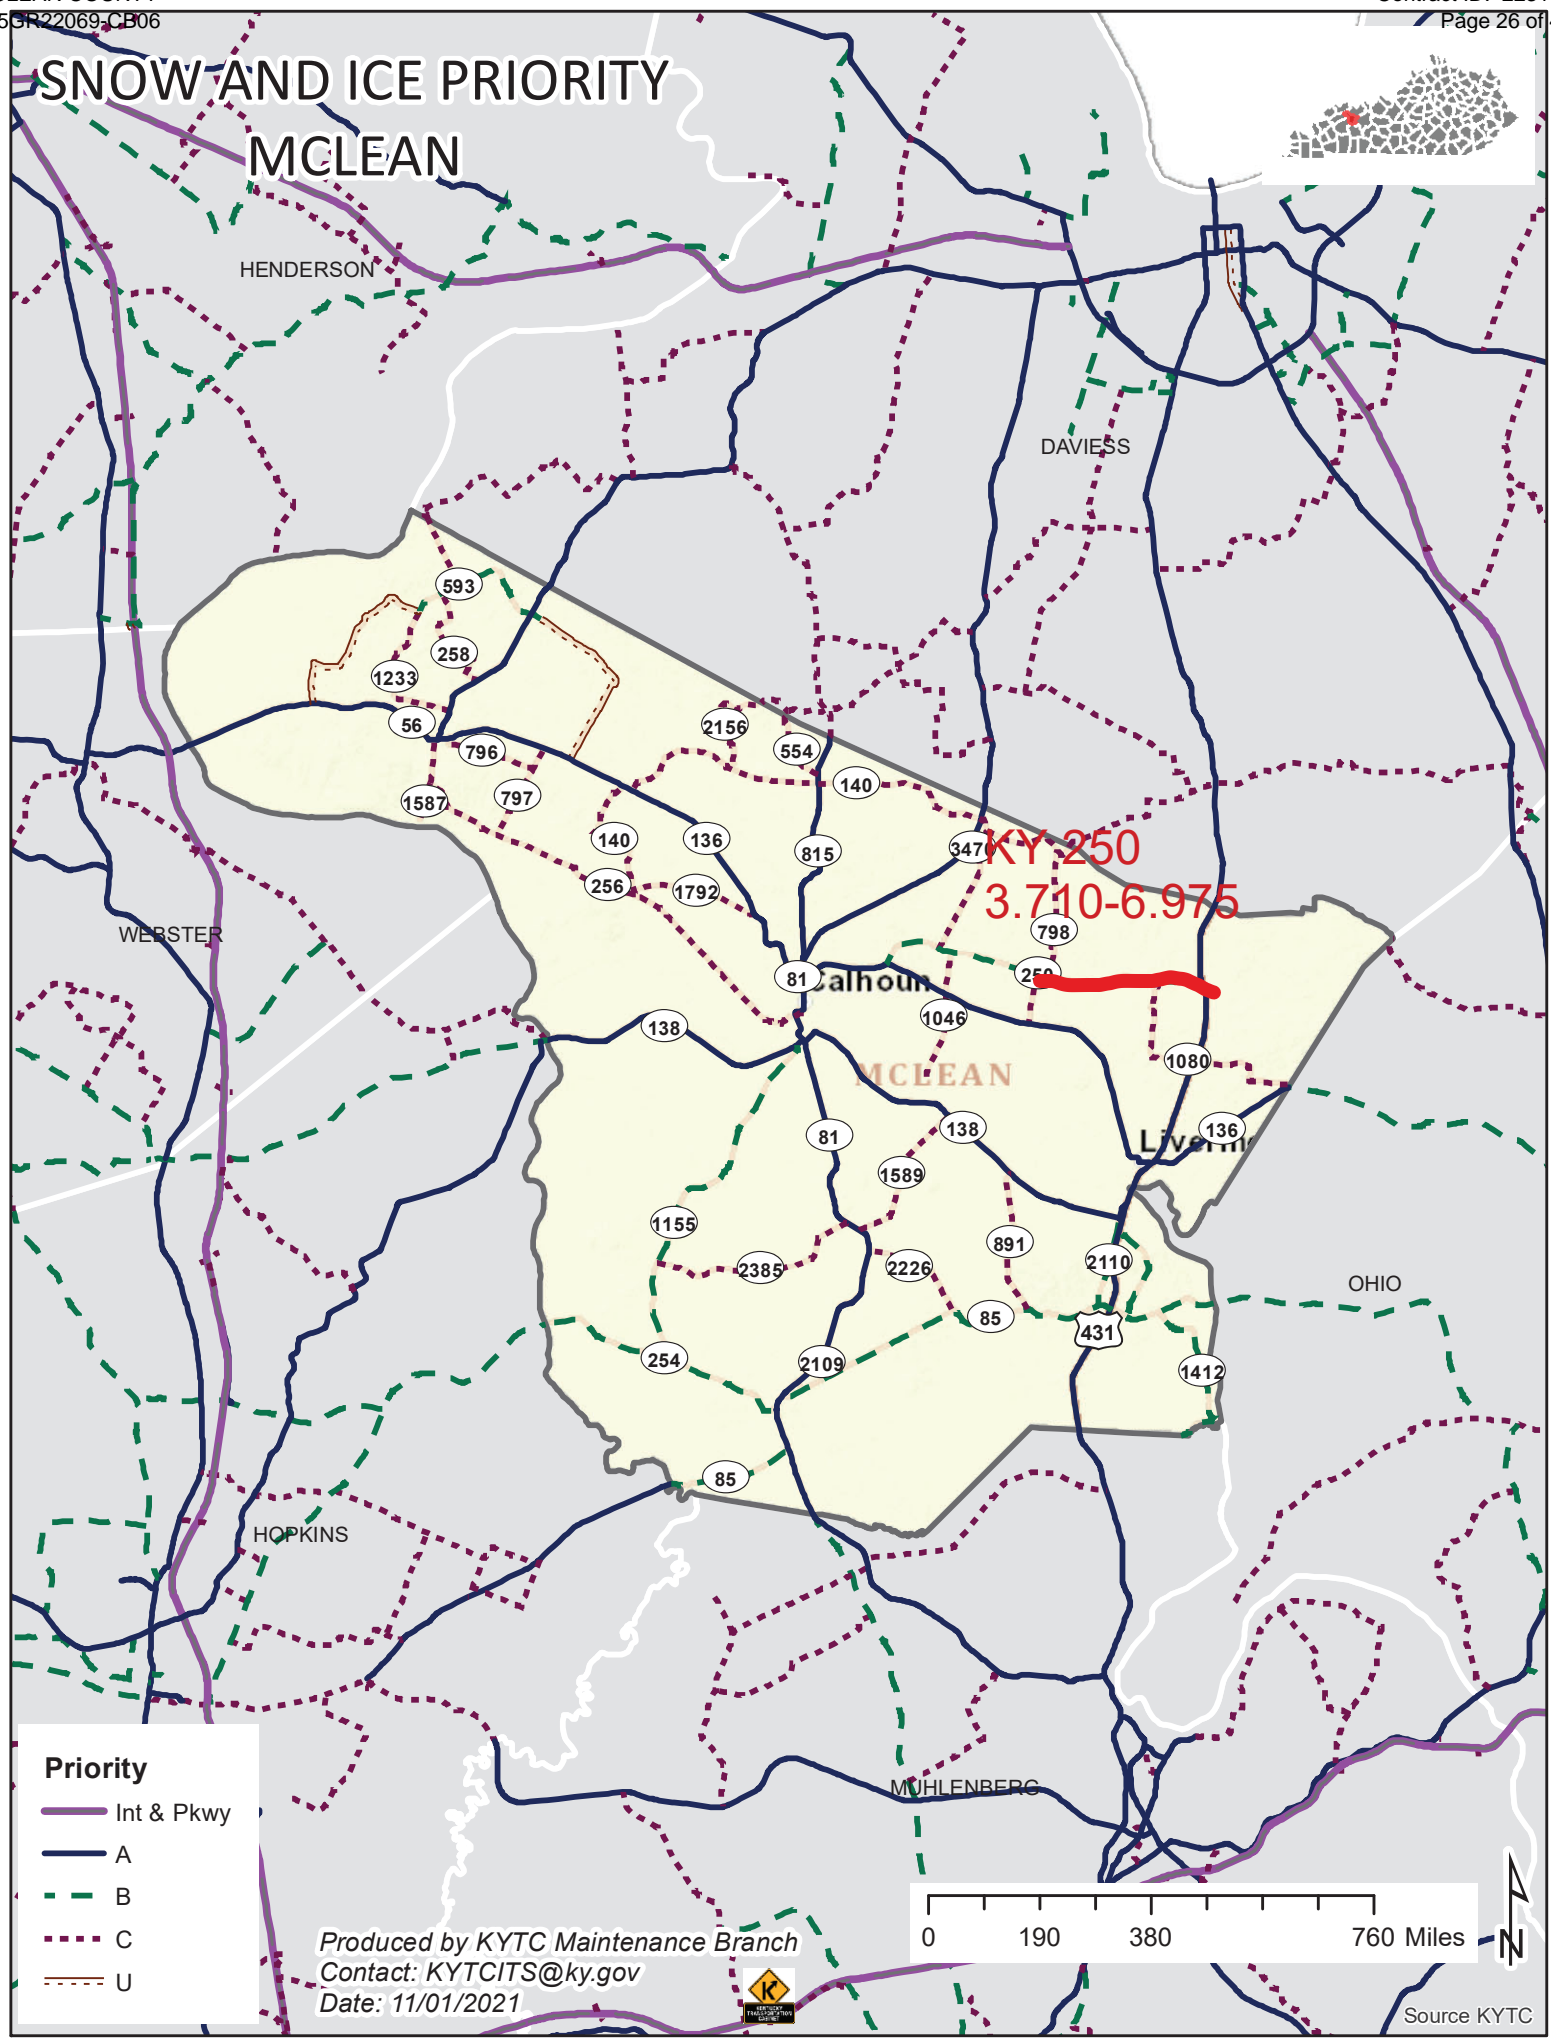 5GR22069-CB06
Page 26 of
SNOW AND ICE PRIORITY
MCLEAN
HENDERSON
DAVIESS
593
258
1233
56
2156
796
554
140
1587
797
140
136
815
3470
KY 250
3.710-6.975
256
1792
798
WEBSTER
81
Calhoun
250
138
1046
MCLEAN
1080
81
138
136
1589
1155
891
2385
2226
2110
OHIO
85
431
254
2109
1412
85
HOPKINS
MUHLENBERG
Priority
Int & Pkwy
A
B
C
U
Produced by KYTC Maintenance Branch
Contact: KYTCITS@ky.gov
Date: 11/01/2021
KENTUCKY
TRANSPORTATION
CABINET
0 190 380 760 Miles
N
Source KYTC